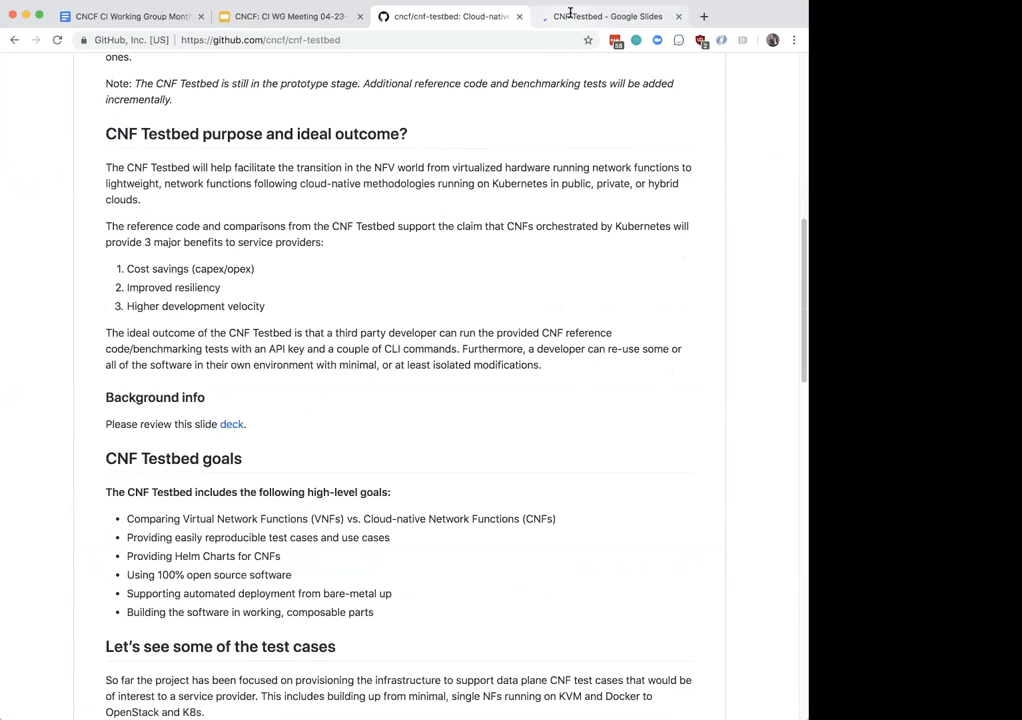 CNCF CI Working Group Mont
CNCF: CI WG Meeting 04-23-
cncf/cnf-testbed: Cloud-native
CNF Testbed - Google Slides
GitHub, Inc. [US] | https://github.com/cncf/cnf-testbed
ones.
Note: The CNF Testbed is still in the prototype stage. Additional reference code and benchmarking tests will be added
incrementally.
CNF Testbed purpose and ideal outcome?
The CNF Testbed will help facilitate the transition in the NFV world from virtualized hardware running network functions to
lightweight, network functions following cloud-native methodologies running on Kubernetes in public, private, or hybrid
clouds.
The reference code and comparisons from the CNF Testbed support the claim that CNFs orchestrated by Kubernetes will
provide 3 major benefits to service providers:
1. Cost savings (capex/opex)
2. Improved resiliency
3. Higher development velocity
The ideal outcome of the CNF Testbed is that a third party developer can run the provided CNF reference
code/benchmarking tests with an API key and a couple of CLI commands. Furthermore, a developer can re-use some or
all of the software in their own environment with minimal, or at least isolated modifications.
Background info
Please review this slide deck.
CNF Testbed goals
The CNF Testbed includes the following high-level goals:
• Comparing Virtual Network Functions (VNFs) vs. Cloud-native Network Functions (CNFs)
• Providing easily reproducible test cases and use cases
• Providing Helm Charts for CNFs
• Using 100% open source software
• Supporting automated deployment from bare-metal up
• Building the software in working, composable parts
Let's see some of the test cases
So far the project has been focused on provisioning the infrastructure to support data plane CNF test cases that would be
of interest to a service provider. This includes building up from minimal, single NFs running on KVM and Docker to
OpenStack and K8s.